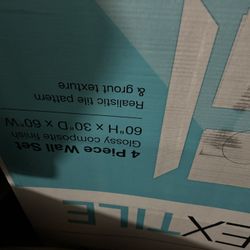 EXTILE
4 Piece Wall Set
Glossy composite finish
60"H x 30"D x 60"W
Realistic tile pattern
& grout texture